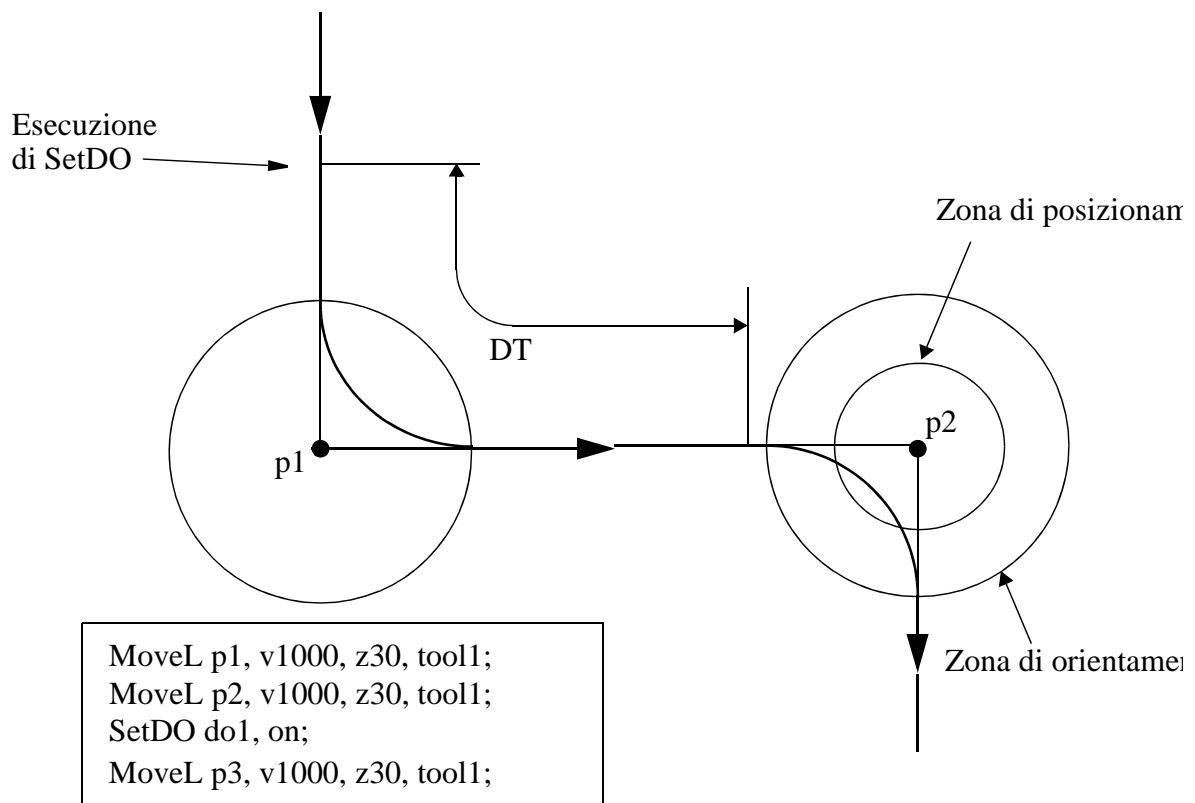 Esecuzione
di SetDO
Zona di posizionam
DT
p1
p2
Zona di orientamen
MoveL p1, v1000, z30, tool1;
MoveL p2, v1000, z30, tool1;
SetDO do1, on;
MoveL p3, v1000, z30, tool1;